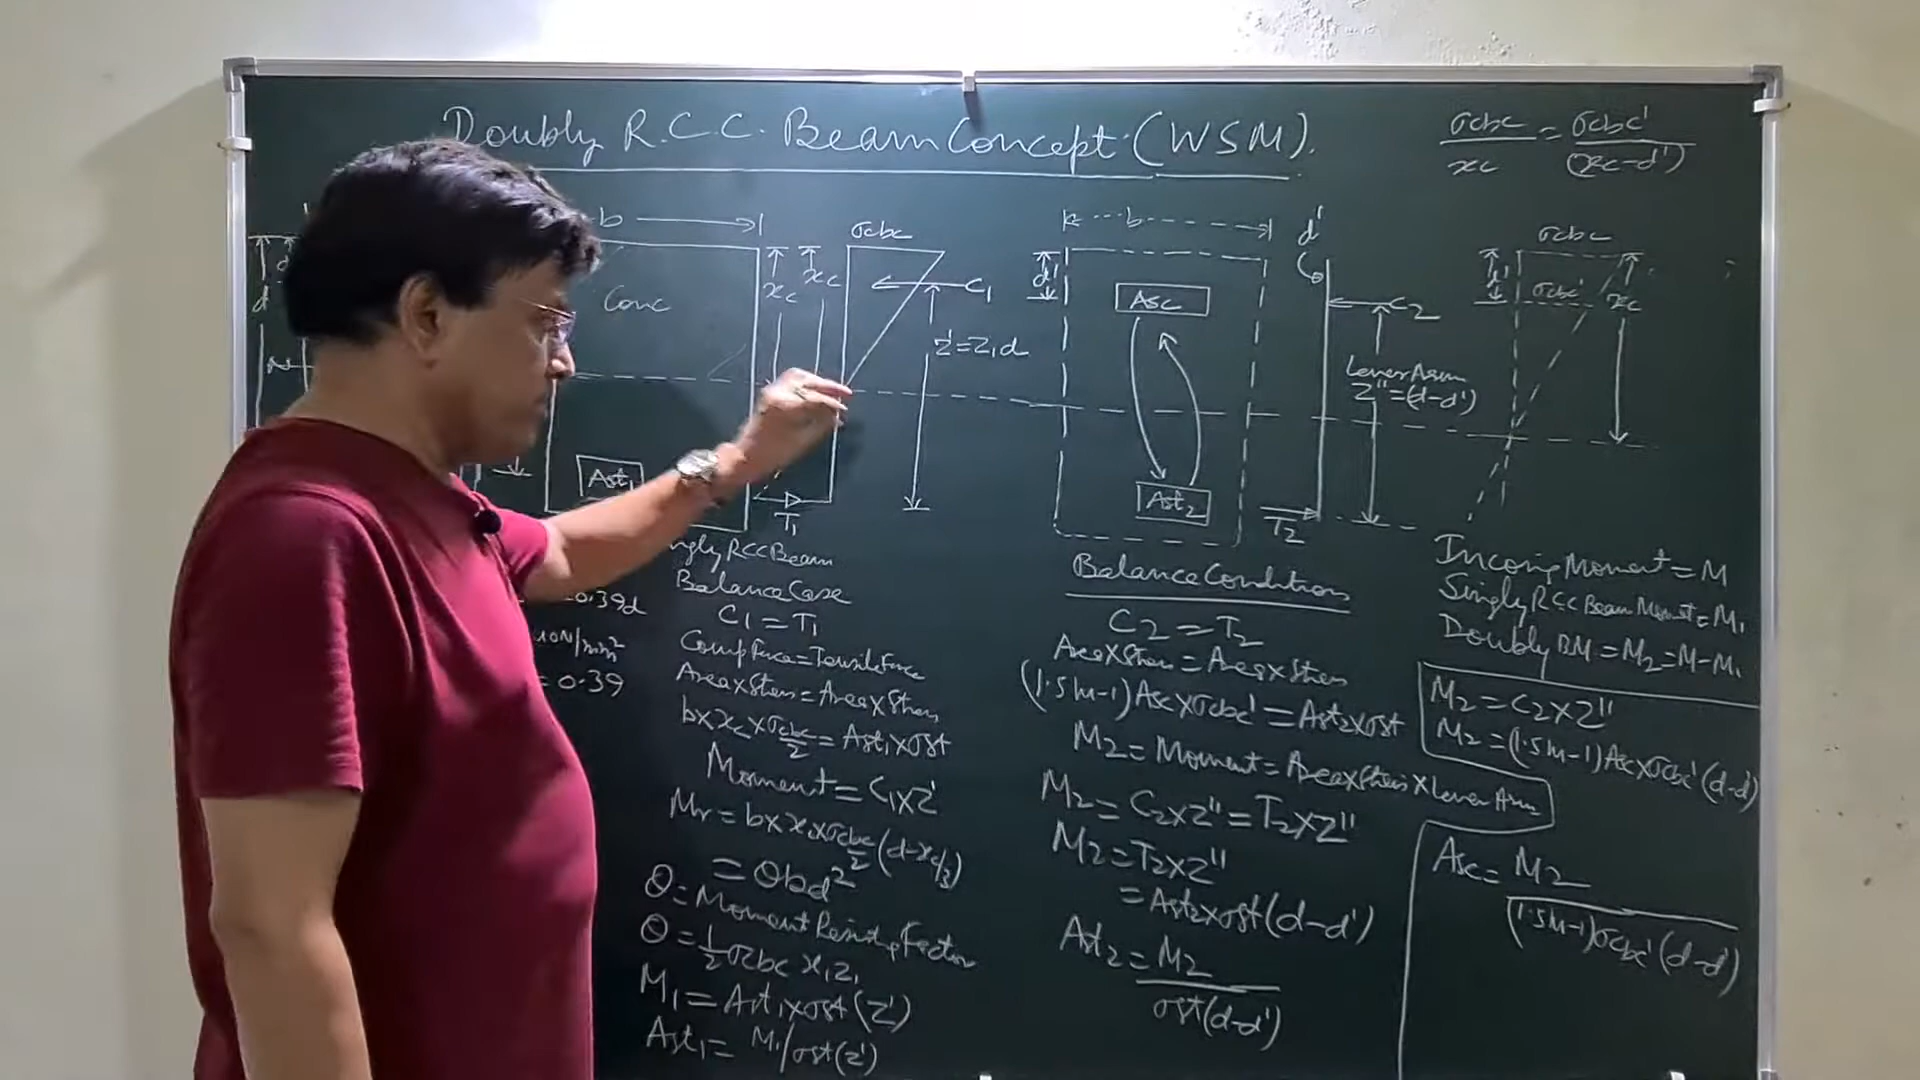 Doubly R.C.C. Beam Concept (WSM).
σcbc/xc = σcbc'/(xc-d')
b
d
Conc
xc
xc
σcbc
C1
Z'=Z1d
Ast1
T1
b
d'
Asc
Ast2
d'
C2
Lever Arm
Z''=(d-d')
T2
σcbc
d'
σcbc'
xc
0.39d
10N/mm²
= 0.39
ngly RCC Beam
Balance Case
C1 = T1
Comp Force = Tensile Force
Area x Stress = Area x Stress
b x xc x σcbc/2 = Ast1 x σst
Moment = C1 x Z'
Mr = b x xc x σcbc/2 (d-xc/3)
= Qbd²
Q = Moment Resisting Factor
Q = 1/2 σcbc x1z1
M1 = Ast1 x σst (Z')
Ast1 = M1/σst(z')
Balance Condition
C2 = T2
Area x Stress = Area x Stress
(1.5m-1) Asc x σcbc' = Ast2 x σst
M2 = Moment = Area x Stress x Lever Arm
M2 = C2 x Z'' = T2 x Z''
M2 = T2 x Z''
= Ast2 x σst (d-d')
Ast2 = M2/σst(d-d')
Incoming Moment = M
Singly RCC Beam Moment = M1
Doubly BM = M2 = M-M1
M2 = C2 x Z''
M2 = (1.5m-1) Asc x σcbc' (d-d')
Asc = M2/(1.5m-1)σcbc' (d-d')